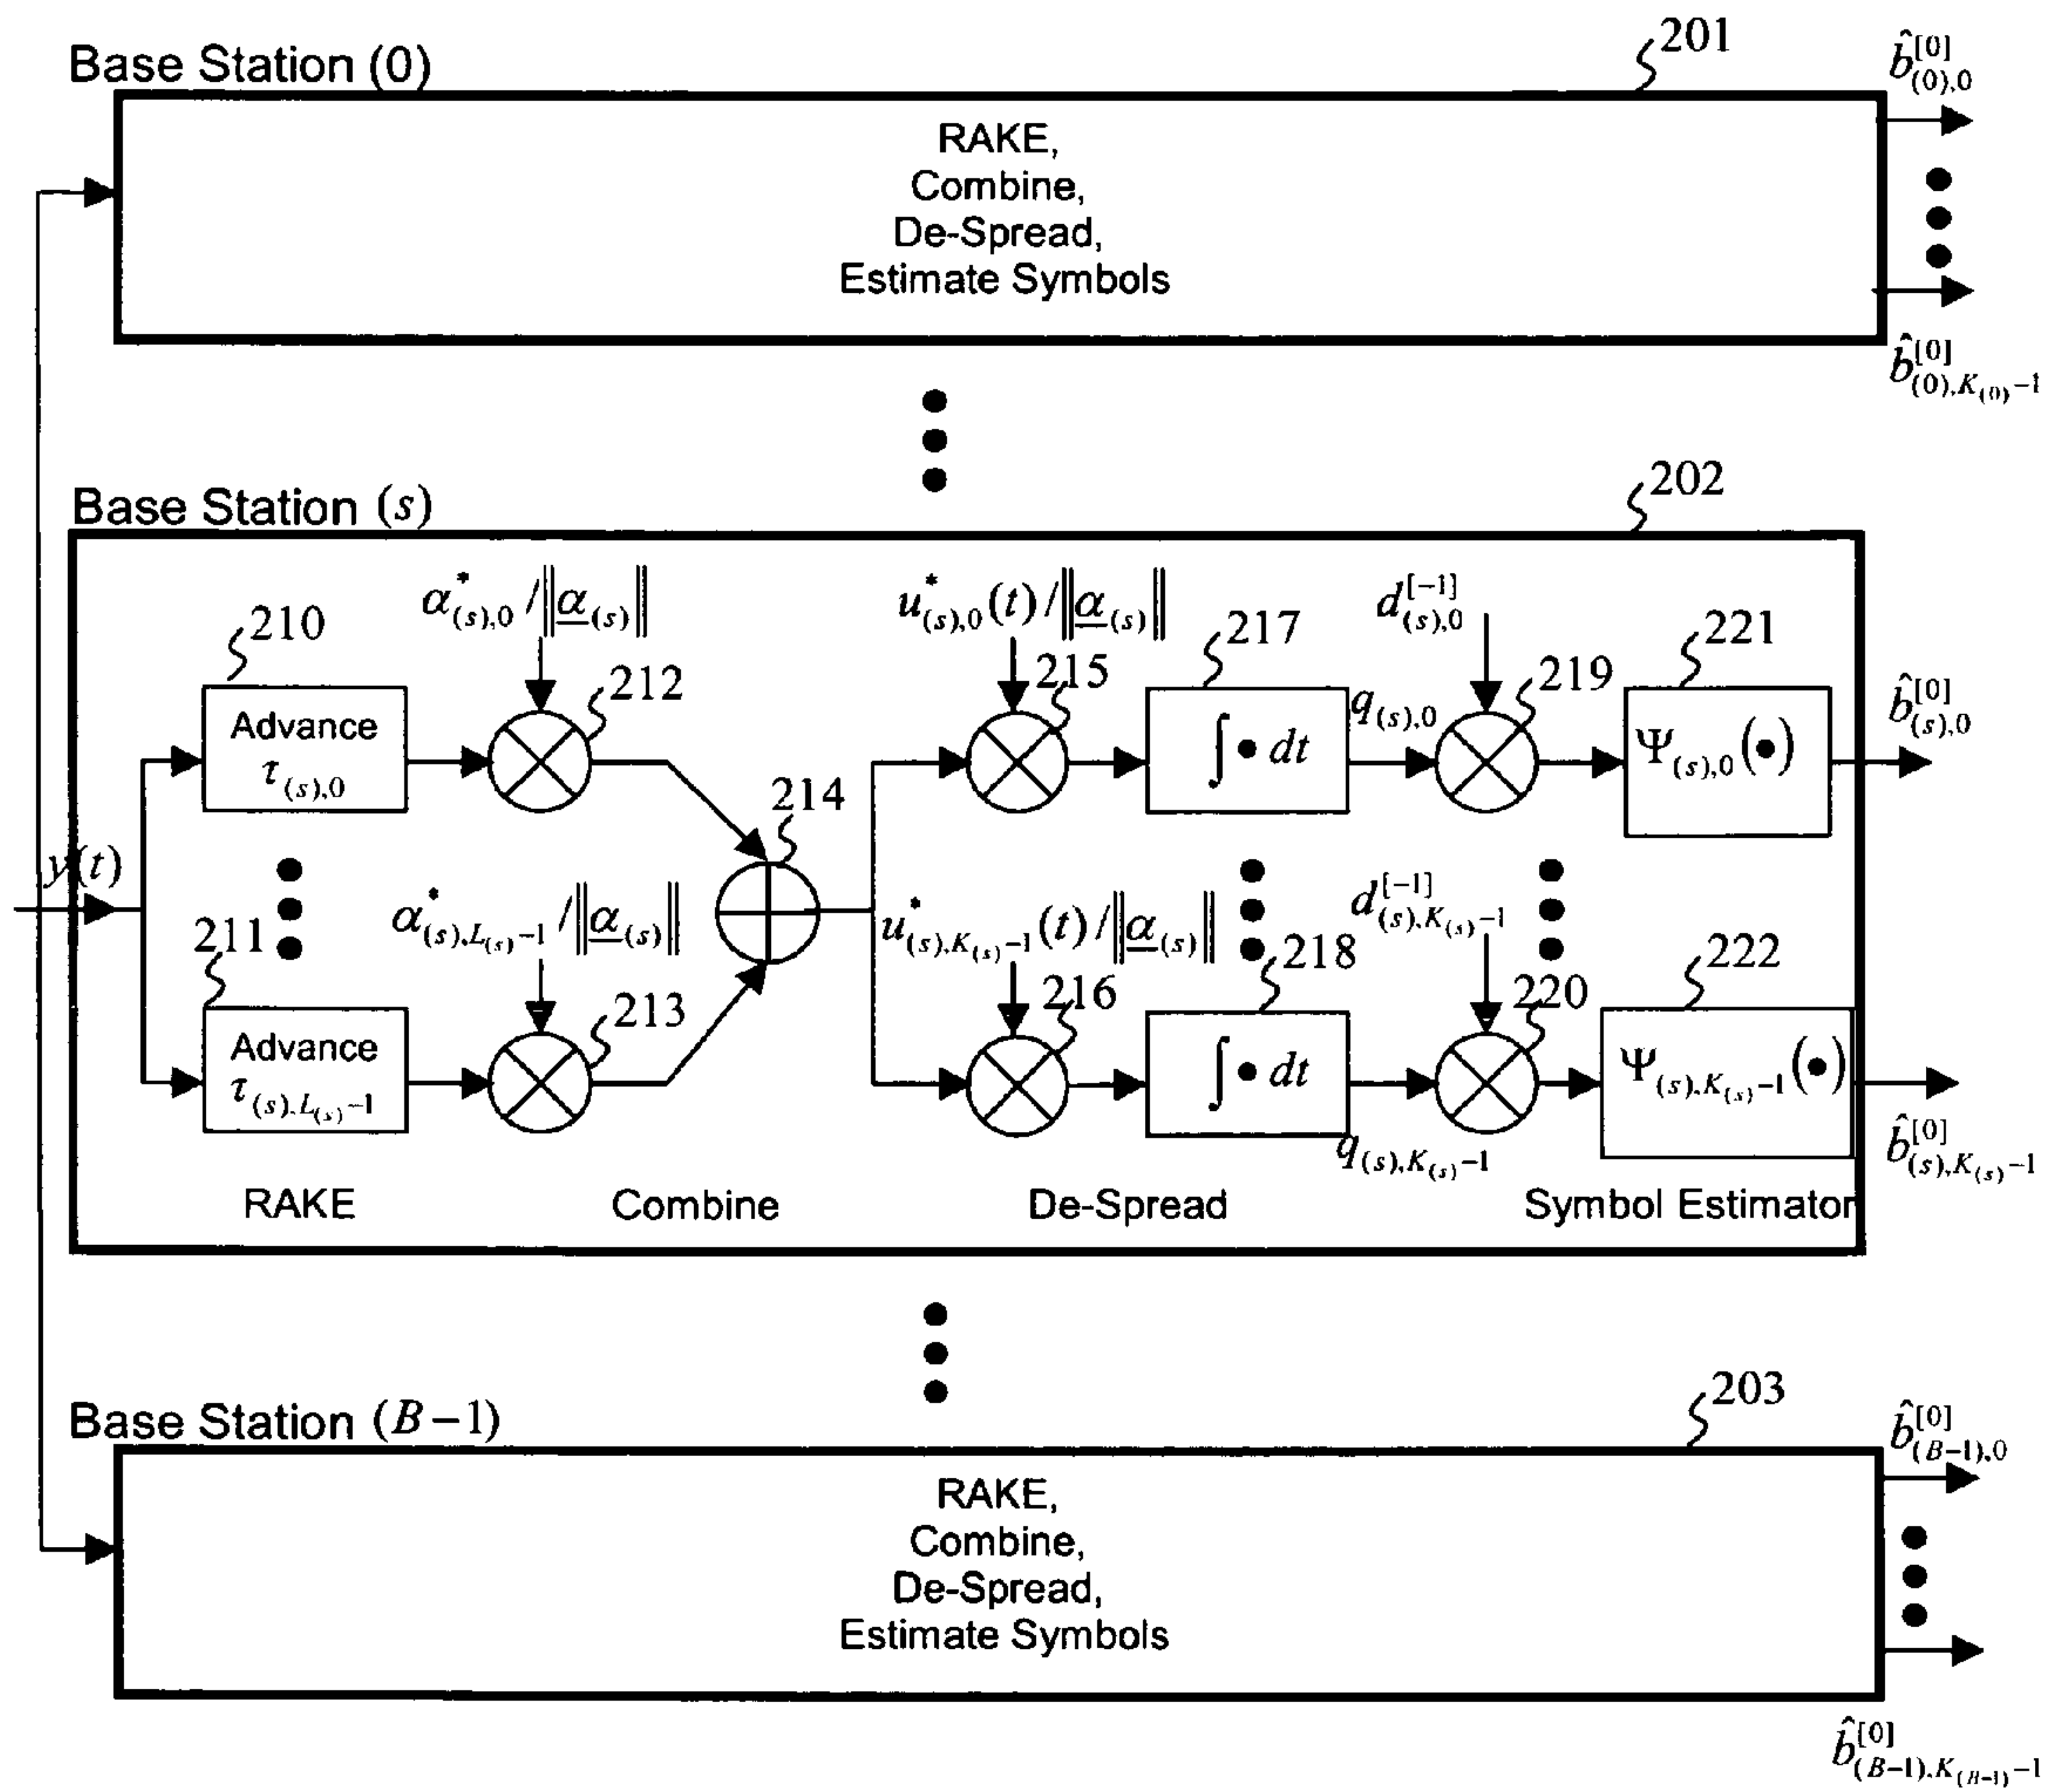 Base Station (0)
201
b̂_{(0),0}^{[0]}
RAKE,
Combine,
De-Spread,
Estimate Symbols
b̂_{(0),K_{(0)}-1}^{[0]}
Base Station (s)
202
α*_{(s),0} /‖α_{(s)}‖
u*_{(s),0}(t)/‖α_{(s)}‖
d_{(s),0}^{[-1]}
210
212
215
217
219
221
Advance
τ_{(s),0}
q_{(s),0}
∫ • dt
Ψ_{(s),0}(•)
b̂_{(s),0}^{[0]}
214
y(t)
211
α*_{(s),L_{(s)}-1} /‖α_{(s)}‖
u*_{(s),K_{(s)}-1}(t)/‖α_{(s)}‖
d_{(s),K_{(s)}-1}^{[-1]}
213
216
218
220
222
Advance
τ_{(s),L_{(s)}-1}
∫ • dt
q_{(s),K_{(s)}-1}
Ψ_{(s),K_{(s)}-1}(•)
b̂_{(s),K_{(s)}-1}^{[0]}
RAKE Combine De-Spread Symbol Estimator
Base Station (B−1)
203
b̂_{(B-1),0}^{[0]}
RAKE,
Combine,
De-Spread,
Estimate Symbols
b̂_{(B-1),K_{(B-1)}-1}^{[0]}